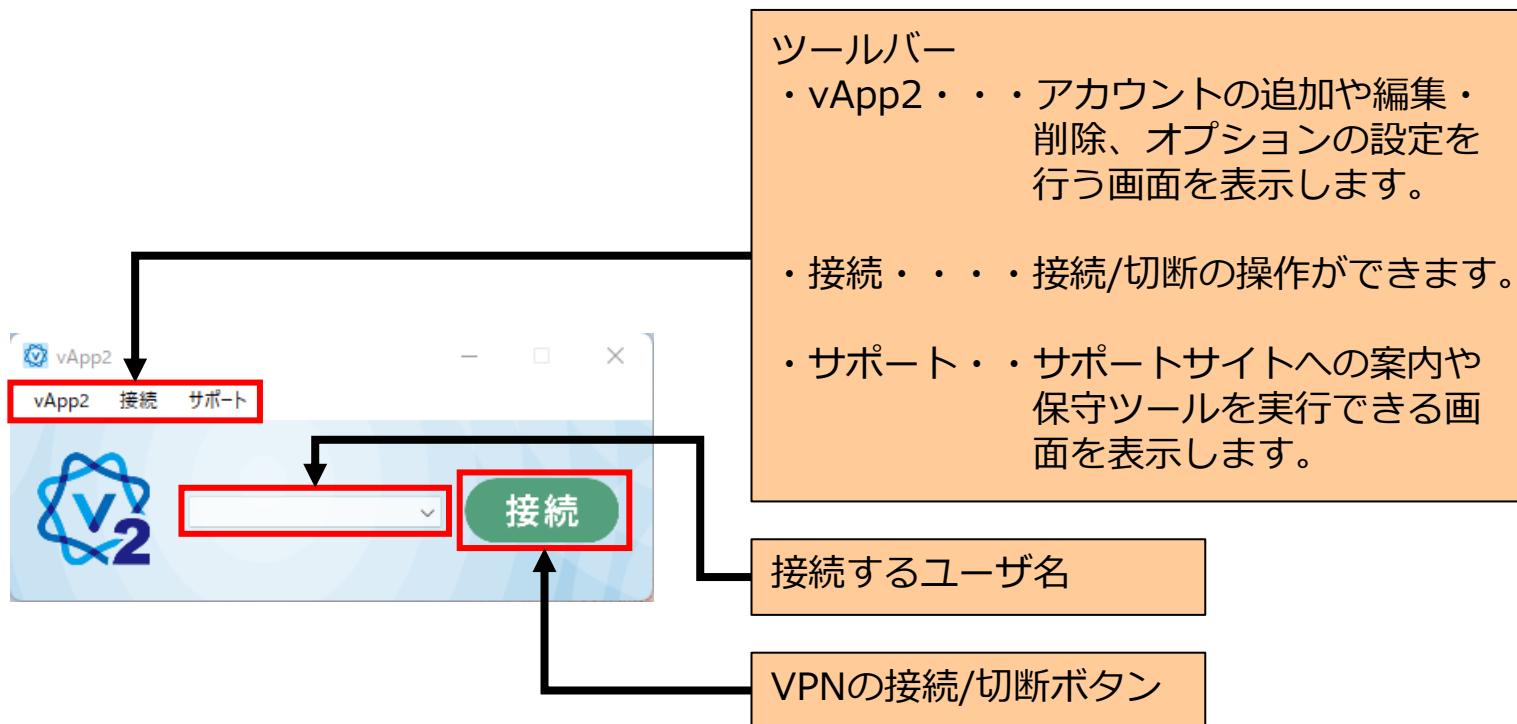 ツールバー
・vApp2・・・アカウントの追加や編集・
削除、オプションの設定を
行う画面を表示します。
・接続・・・・接続/切断の操作ができます。
・サポート・・サポートサイトへの案内や
保守ツールを実行できる画
面を表示します。
vApp2
vApp2 接続 サポート
V2
接続
接続するユーザ名
VPNの接続/切断ボタン